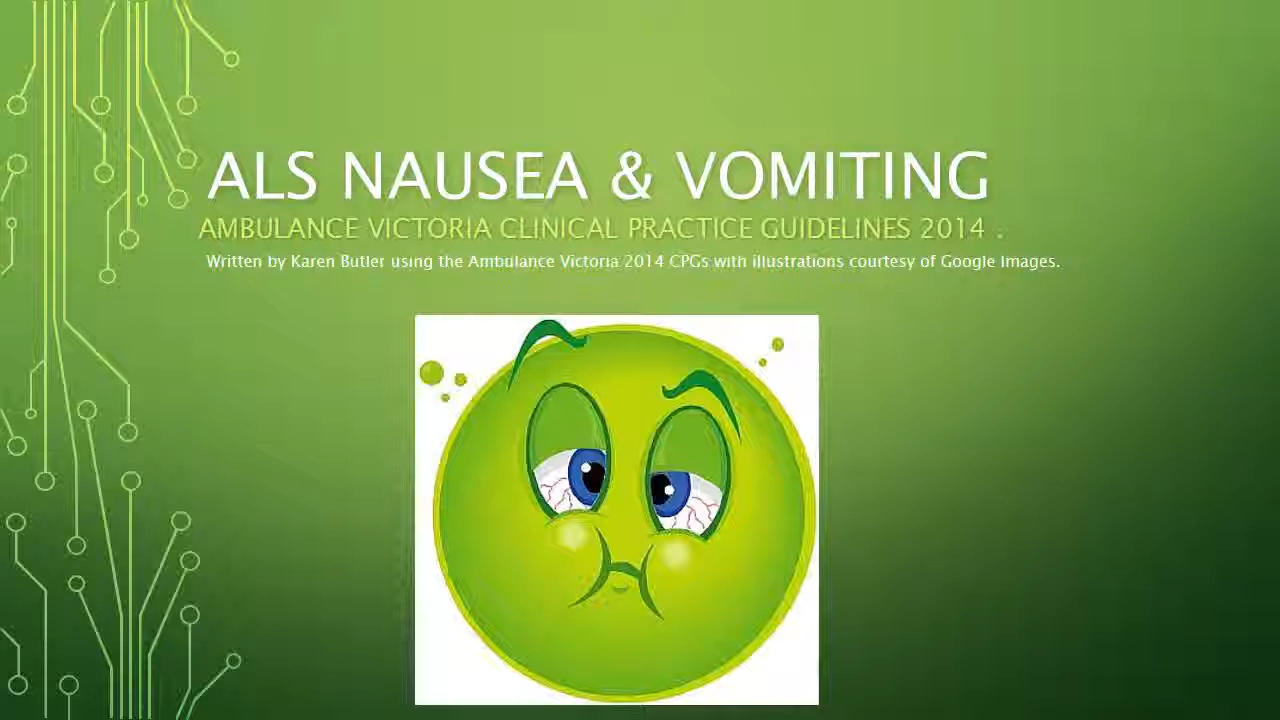 ALS NAUSEA & VOMITING
AMBULANCE VICTORIA CLINICAL PRACTICE GUIDELINES 2014 .
Written by Karen Butler using the Ambulance Victoria 2014 CPGs with illustrations courtesy of Google Images.